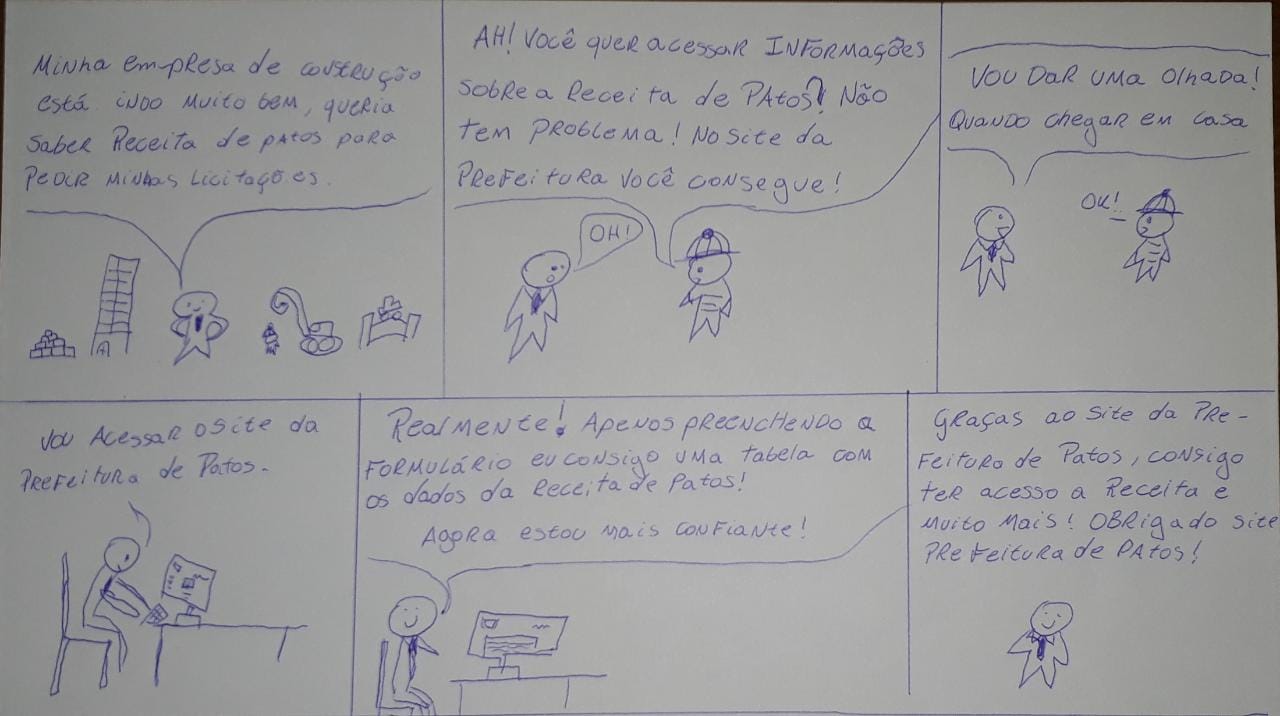 Minha empresa de construção
está indo muito bem, queria
saber Receita de patos para
Pedir minhas licitações.
AH! Você quer acessar INFORMAÇÕES
sobre a Receita de PAtos? Não
tem problema! No site da
Prefeitura você consegue!
OH!
Vou dar uma olhada!
Quando chegar em casa
OK!
Vou Acessar o site da
Prefeitura de Patos.
Realmente! Apenas preenchendo a
formulário eu consigo uma tabela com
os dados da Receita de Patos!
Agora estou mais confiante!
Graças ao site da Pre-
feitura de Patos, consigo
ter acesso a Receita e
muito mais! OBRIGADO site
Prefeitura de PAtos!